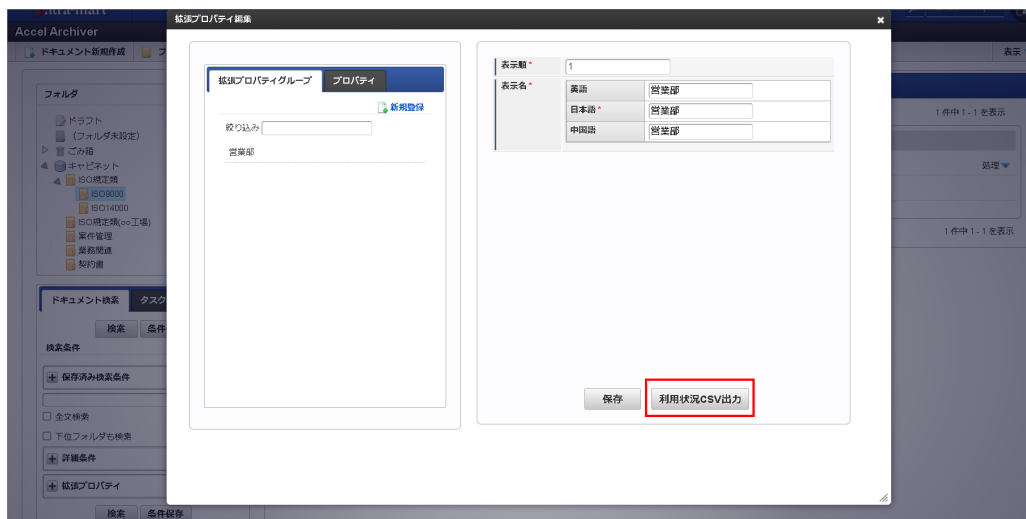 intra-mart
Accel Archiver
ドキュメント新規作成
フ
表示
フォルダ
ドラフト
(フォルダ未設定)
ごみ箱
キャビネット
ISO規定類
ISO9000
ISO14000
ISO規定類(○○工場)
案件管理
業務関連
契約書
ドキュメント検索
タスク
検索
条件
検索条件
保存済み検索条件
全文検索
下位フォルダも検索
詳細条件
拡張プロパティ
検索
条件保存
拡張プロパティ編集
×
拡張プロパティグループ
プロパティ
新規登録
絞り込み
営業部
表示順*
1
表示名*
英語
営業部
日本語*
営業部
中国語
営業部
保存
利用状況CSV出力
1 件中 1 - 1 を表示
処理
1 件中 1 - 1 を表示